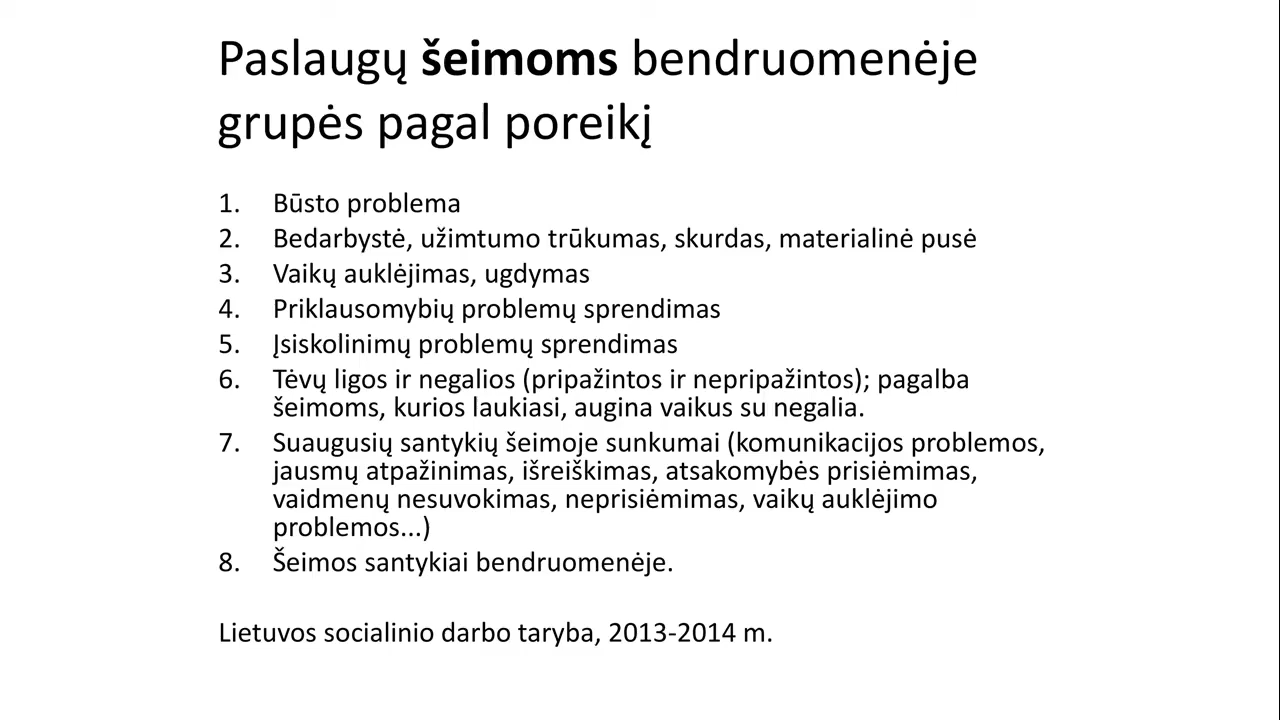 Paslaugų šeimoms bendruomenėje
grupės pagal poreikį
1. Būsto problema
2. Bedarbystė, užimtumo trūkumas, skurdas, materialinė pusė
3. Vaikų auklėjimas, ugdymas
4. Priklausomybių problemų sprendimas
5. Įsiskolinimų problemų sprendimas
6. Tėvų ligos ir negalios (pripažintos ir nepripažintos); pagalba
šeimoms, kurios laukiasi, augina vaikus su negalia.
7. Suaugusių santykių šeimoje sunkumai (komunikacijos problemos,
jausmų atpažinimas, išreiškimas, atsakomybės prisiėmimas,
vaidmenų nesuvokimas, neprisiėmimas, vaikų auklėjimo
problemos...)
8. Šeimos santykiai bendruomenėje.
Lietuvos socialinio darbo taryba, 2013-2014 m.